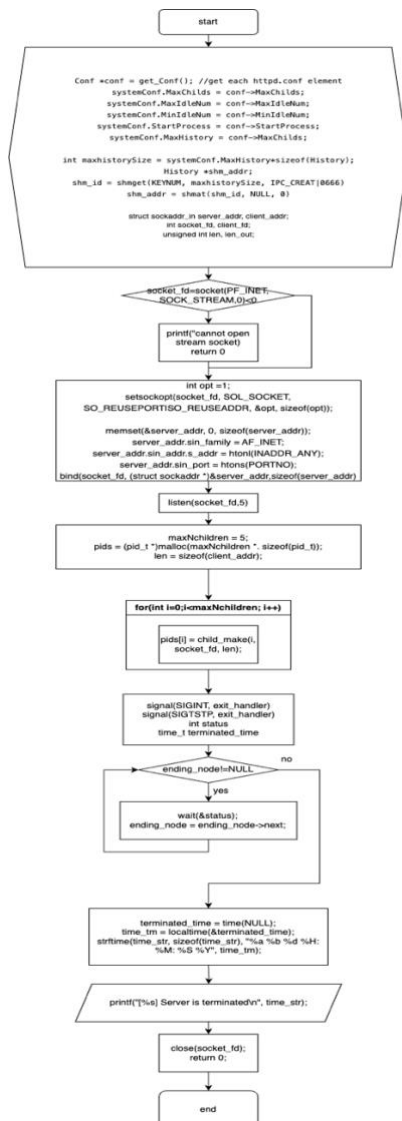 start
Conf *conf = get_Conf(); //get each httpd.conf element
systemConf.MaxChilds = conf->MaxChilds;
systemConf.MaxIdleNum = conf->MaxIdleNum;
systemConf.MinIdleNum = conf->MinIdleNum;
systemConf.StartProcess = conf->StartProcess;
systemConf.MaxHistory = conf->MaxChilds;
int maxhistorySize = systemConf.MaxHistory*sizeof(History);
History *shm_addr;
shm_id = shmget(KEYNUM, maxhistorySize, IPC_CREAT|0666)
shm_addr = shmat(shm_id, NULL, 0)
struct sockaddr_in server_addr, client_addr;
int socket_fd, client_fd;
unsigned int len, len_out;
socket_fd=socket(PF_INET,
SOCK_STREAM,0)<0
printf("cannot open
stream socket)
return 0
int opt =1;
setsockopt(socket_fd, SOL_SOCKET,
SO_REUSEPORTISO_REUSEADDR, &opt, sizeof(opt));
memset(&server_addr, 0, sizeof(server_addr));
server_addr.sin_family = AF_INET;
server_addr.sin_addr.s_addr = htonl(INADDR_ANY);
server_addr.sin_port = htons(PORTNO);
bind(socket_fd, (struct sockaddr *)&server_addr,sizeof(server_addr)
listen(socket_fd,5)
maxNchildren = 5;
pids = (pid_t *)malloc(maxNchildren *. sizeof(pid_t));
len = sizeof(client_addr);
for(int i=0;i<maxNchildren; i++)
pids[i] = child_make(i,
socket_fd, len);
signal(SIGINT, exit_handler)
signal(SIGTSTP, exit_handler)
int status
time_t terminated_time
no
ending_node!=NULL
yes
wait(&status);
ending_node = ending_node->next;
terminated_time = time(NULL);
time_tm = localtime(&terminated_time);
strftime(time_str, sizeof(time_str), "%a %b %d %H:
%M: %S %Y", time_tm);
printf("[%s] Server is terminated\n", time_str);
close(socket_fd);
return 0;
end